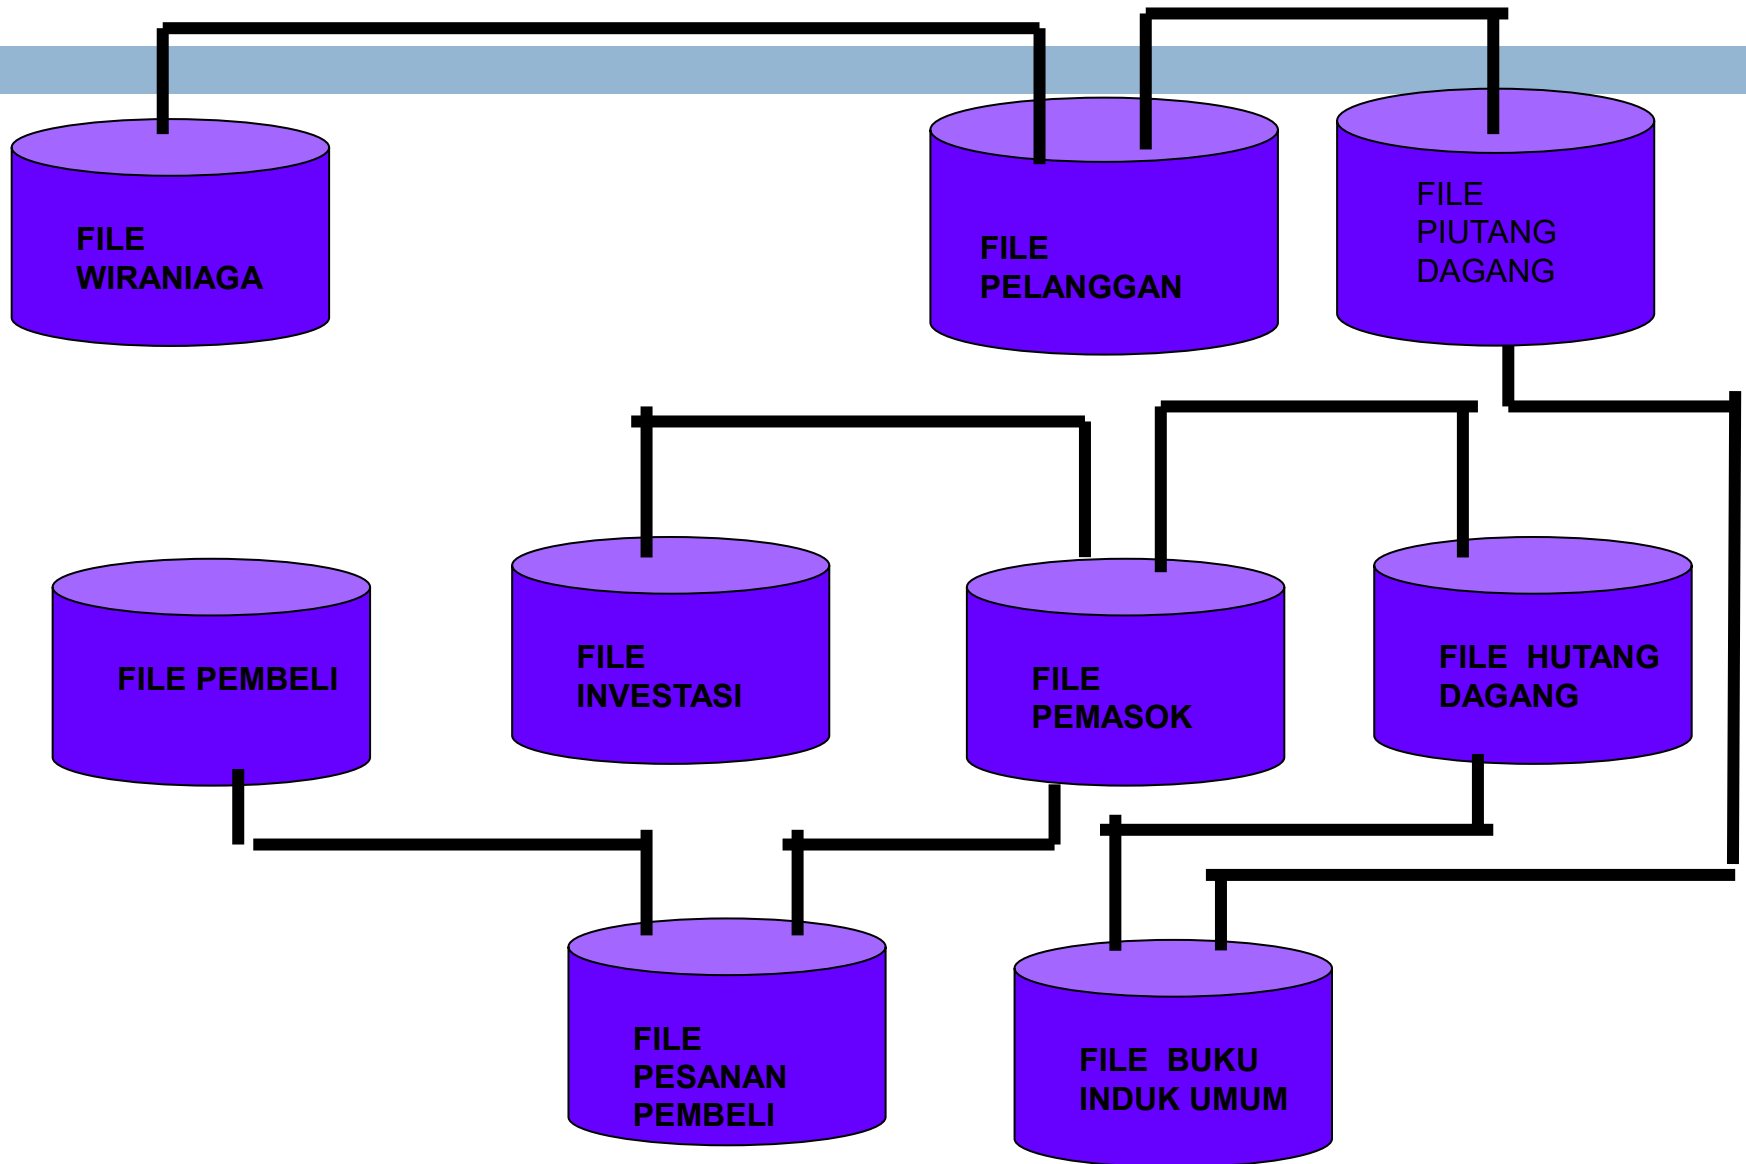 FILE
WIRANIAGA
FILE
PELANGGAN
FILE
PIUTANG
DAGANG
FILE PEMBELI
FILE
INVESTASI
FILE
PEMASOK
FILE  HUTANG
DAGANG
FILE
PESANAN
PEMBELI
FILE  BUKU
INDUK UMUM